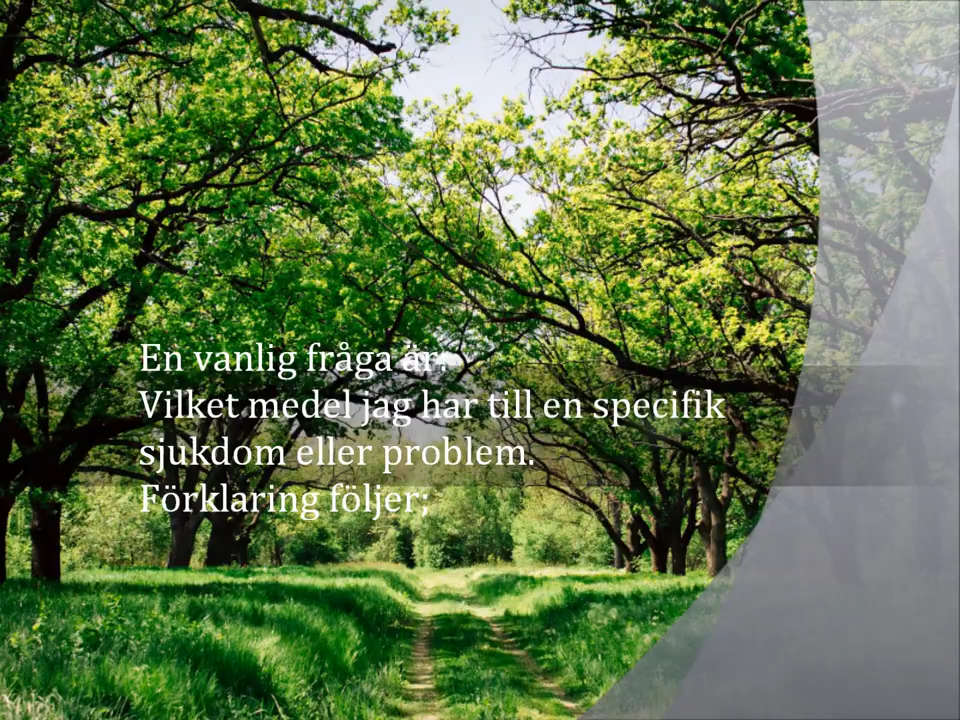 En vanlig fråga är:
Vilket medel jag har till en specifik
sjukdom eller problem.
Förklaring följer;